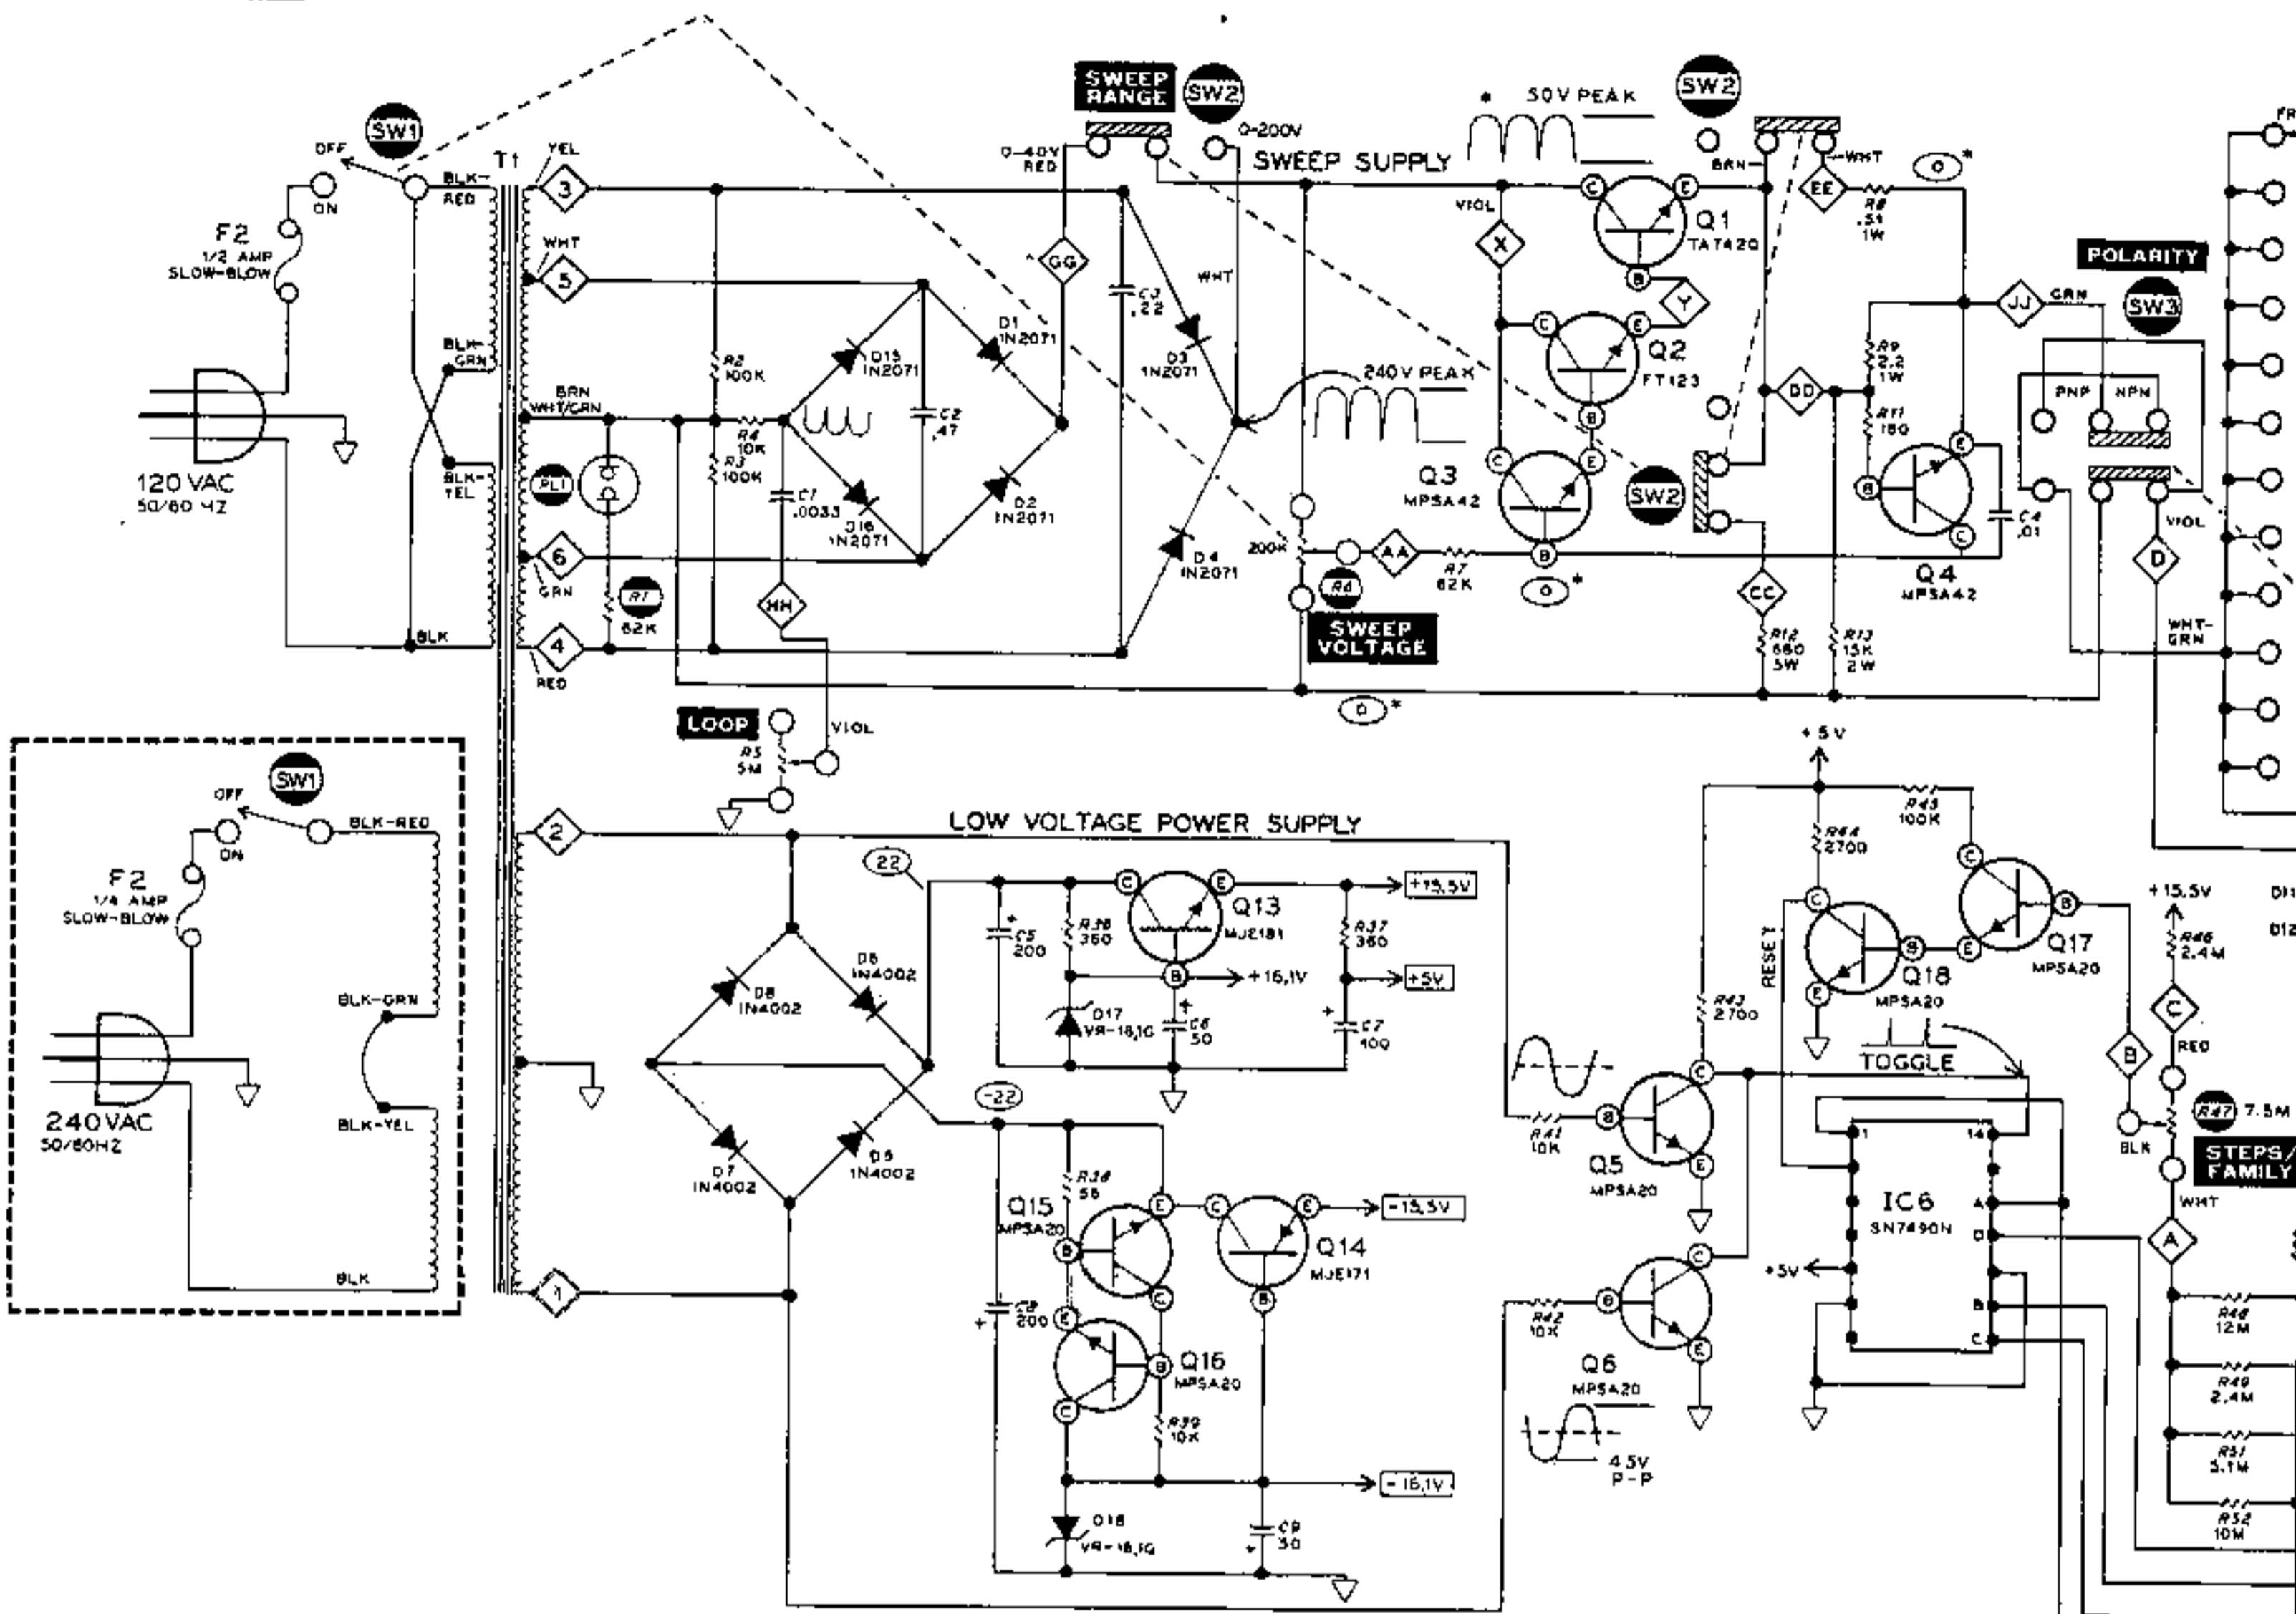 SWEEP RANGE
SW2
0-200V
0-40V
RED
SWEEP SUPPLY
* 50V PEAK
SW2
BRN
WHT
EE
0*
R8
.51
1W
SW1
OFF
ON
BLK-RED
T1
YEL
3
WHT
5
F2
1/2 AMP
SLOW-BLOW
BLK-GRN
BRN
WHT/GRN
BLK-YEL
120 VAC
50/60 HZ
BLK
PL1
R1
62K
6
GRN
4
RED
R2
100K
R4
10K
R3
100K
D15
1N2071
D1
1N2071
C2
.47
C1
.0033
D16
1N2071
D2
1N2071
HH
GG
C3
.22
WHT
D3
1N2071
240V PEAK
D4
1N2071
VIOL
X
C
E
Q1
TAT420
B
Y
C
E
Q2
FT123
B
C
E
Q3
MPSA42
B
SW2
200K
R6
SWEEP VOLTAGE
AA
R7
62K
0*
0*
DD
CC
R12
680
5W
R13
15K
2W
R9
2.2
1W
R11
180
B
E
C
Q4
MPSA42
C4
.01
JJ
GRN
POLARITY
SW3
PNP
NPN
VIOL
D
WHT-GRN
LOOP
R5
5M
VIOL
SW1
OFF
ON
BLK-RED
F2
1/4 AMP
SLOW-BLOW
BLK-GRN
240VAC
50/60HZ
BLK-YEL
BLK
2
1
LOW VOLTAGE POWER SUPPLY
22
D8
1N4002
D6
1N4002
D7
1N4002
D5
1N4002
-22
C5
200
R36
360
C
E
Q13
MJE181
B
+16.1V
+15.5V
R37
360
+5V
D17
VR-16.1G
C6
50
C7
100
R38
56
Q15
MPSA20
B
E
C
C
E
Q14
MJE171
B
-15.5V
C8
200
E
B
C
Q16
MPSA20
R39
10K
-16.1V
D18
VR-16.1G
C9
50
+5V
R45
100K
R44
2700
R43
2700
RESET
C
B
E
Q18
MPSA20
C
E
B
Q17
MPSA20
TOGGLE
R41
10K
B
C
E
Q5
MPSA20
R42
10K
B
C
E
Q6
MPSA20
45V
P-P
1
14
IC6
SN7490N
A
D
B
C
+5V
+15.5V
R46
2.4M
C
RED
B
BLK
R47
7.5M
STEPS/
FAMILY
WHT
A
R48
12M
R49
2.4M
R51
5.1M
R52
10M